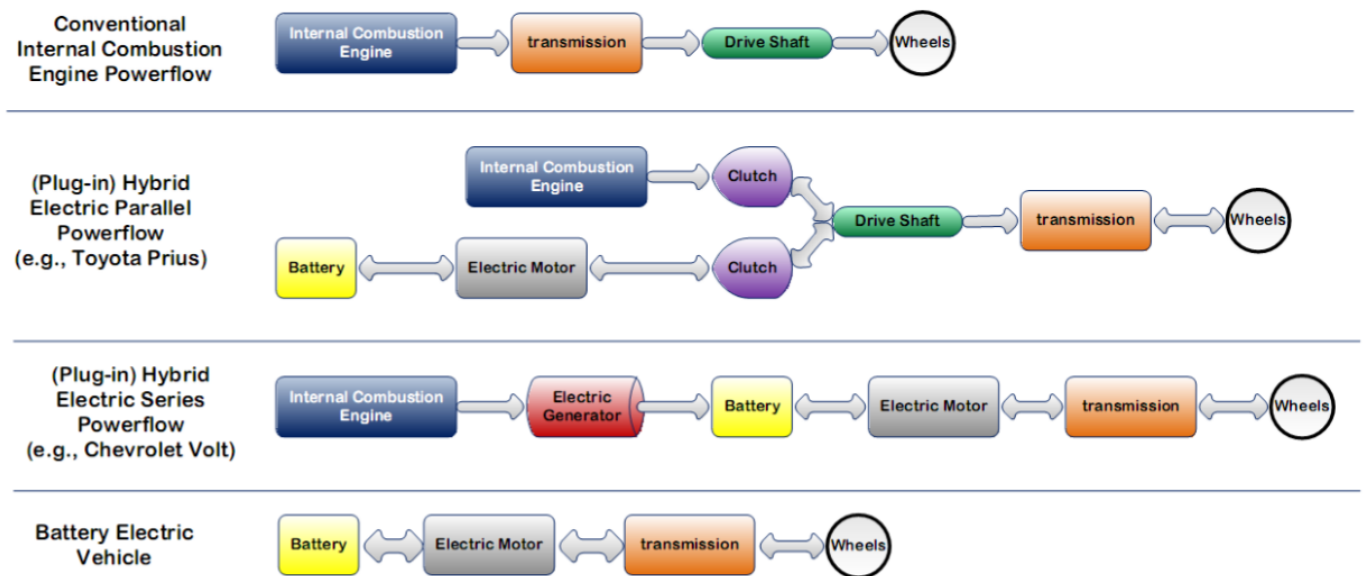 Conventional
Internal Combustion
Engine Powerflow
Internal Combustion
Engine
transmission
Drive Shaft
Wheels
(Plug-in) Hybrid
Electric Parallel
Powerflow
(e.g., Toyota Prius)
Internal Combustion
Engine
Clutch
Battery
Electric Motor
Clutch
Drive Shaft
transmission
Wheels
(Plug-in) Hybrid
Electric Series
Powerflow
(e.g., Chevrolet Volt)
Internal Combustion
Engine
Electric
Generator
Battery
Electric Motor
transmission
Wheels
Battery Electric
Vehicle
Battery
Electric Motor
transmission
Wheels